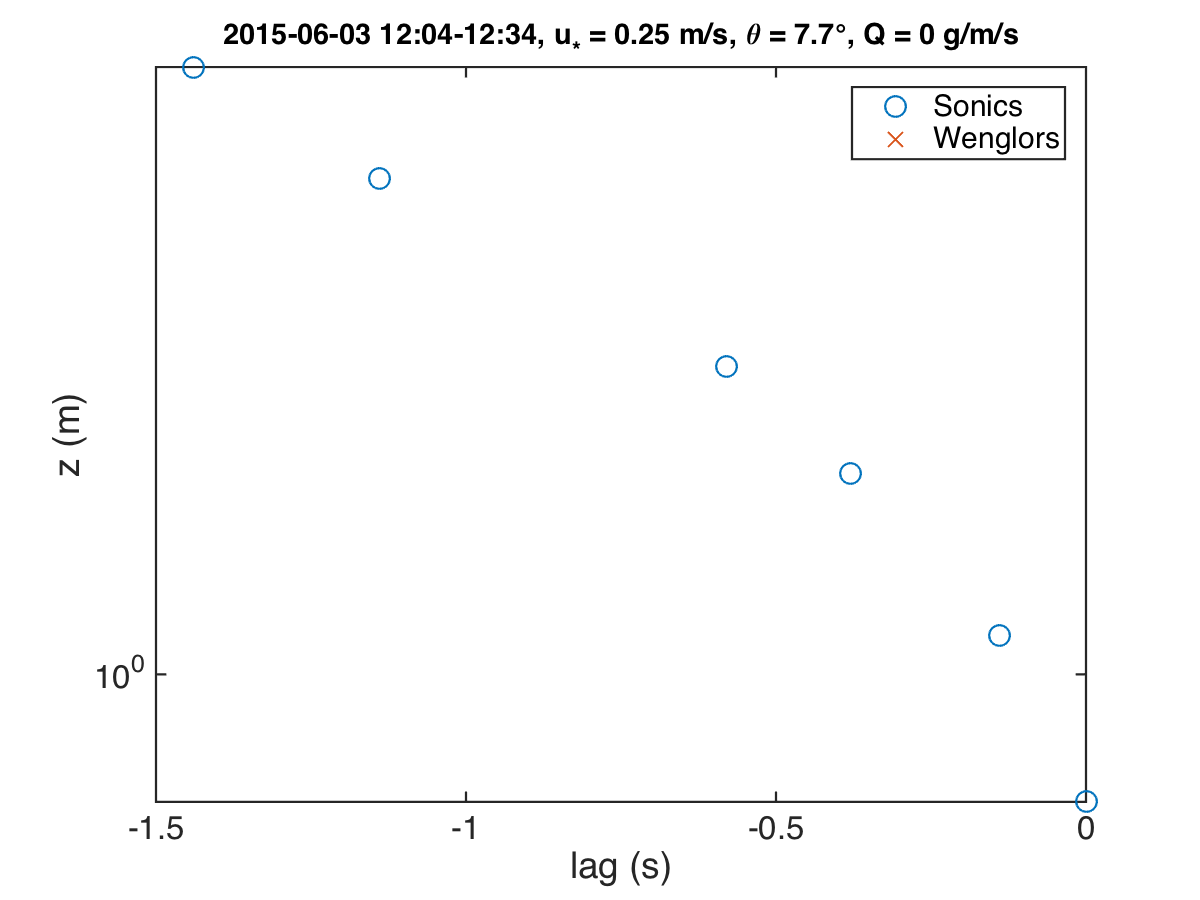 2015-06-03 12:04-12:34, u* = 0.25 m/s, θ = 7.7°, Q = 0 g/m/s
Sonics
Wenglors
z (m)
10⁰
-1.5 -1 -0.5 0
lag (s)